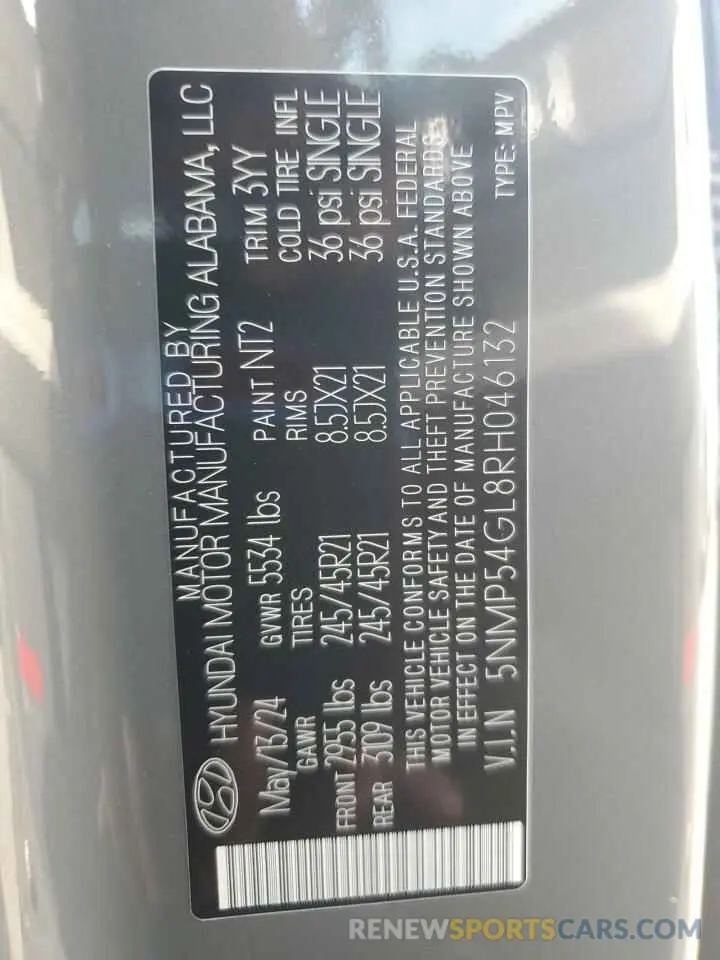 MANUFACTURED BY
HYUNDAI MOTOR MANUFACTURING ALABAMA, LLC
May/13/24 GVWR 5534 lbs PAINT NT2 TRIM 3YY
GAWR TIRES RIMS COLD TIRE INFL
FRONT 2955 lbs 245/45R21 8.5JX21 36 psi SINGLE
REAR 3109 lbs 245/45R21 8.5JX21 36 psi SINGLE
THIS VEHICLE CONFORMS TO ALL APPLICABLE U.S.A. FEDERAL
MOTOR VEHICLE SAFETY AND THEFT PREVENTION STANDARDS
IN EFFECT ON THE DATE OF MANUFACTURE SHOWN ABOVE
V.I.N 5NMP54GL8RH046132 TYPE: MPV
RENEWSPORTSCARS.COM